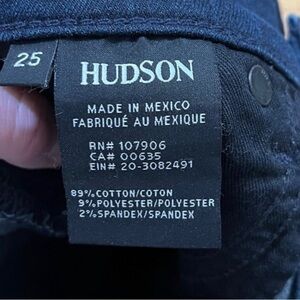 25
HUDSON
MADE IN MEXICO
FABRIQUÉ AU MEXIQUE
RN# 107906
CA# 00635
EIN# 20-3082491
89%COTTON/COTON
9%POLYESTER/POLYESTER
2%SPANDEX/SPANDEX